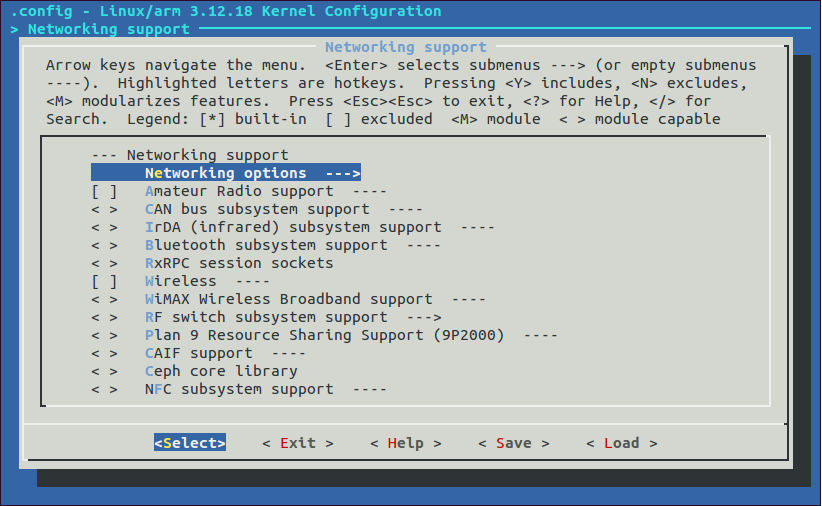 .config - Linux/arm 3.12.18 Kernel Configuration
> Networking support
Networking support
Arrow keys navigate the menu.  <Enter> selects submenus ---> (or empty submenus
----).  Highlighted letters are hotkeys.  Pressing <Y> includes, <N> excludes,
<M> modularizes features.  Press <Esc><Esc> to exit, <?> for Help, </> for
Search.  Legend: [*] built-in  [ ] excluded  <M> module  < > module capable
--- Networking support
Networking options  --->
[ ]   Amateur Radio support  ----
< >   CAN bus subsystem support  ----
< >   IrDA (infrared) subsystem support  ----
< >   Bluetooth subsystem support  ----
< >   RxRPC session sockets
[ ]   Wireless  ----
< >   WiMAX Wireless Broadband support  ----
< >   RF switch subsystem support  --->
< >   Plan 9 Resource Sharing Support (9P2000)  ----
< >   CAIF support  ----
< >   Ceph core library
< >   NFC subsystem support  ----
<Select>    < Exit >    < Help >    < Save >    < Load >